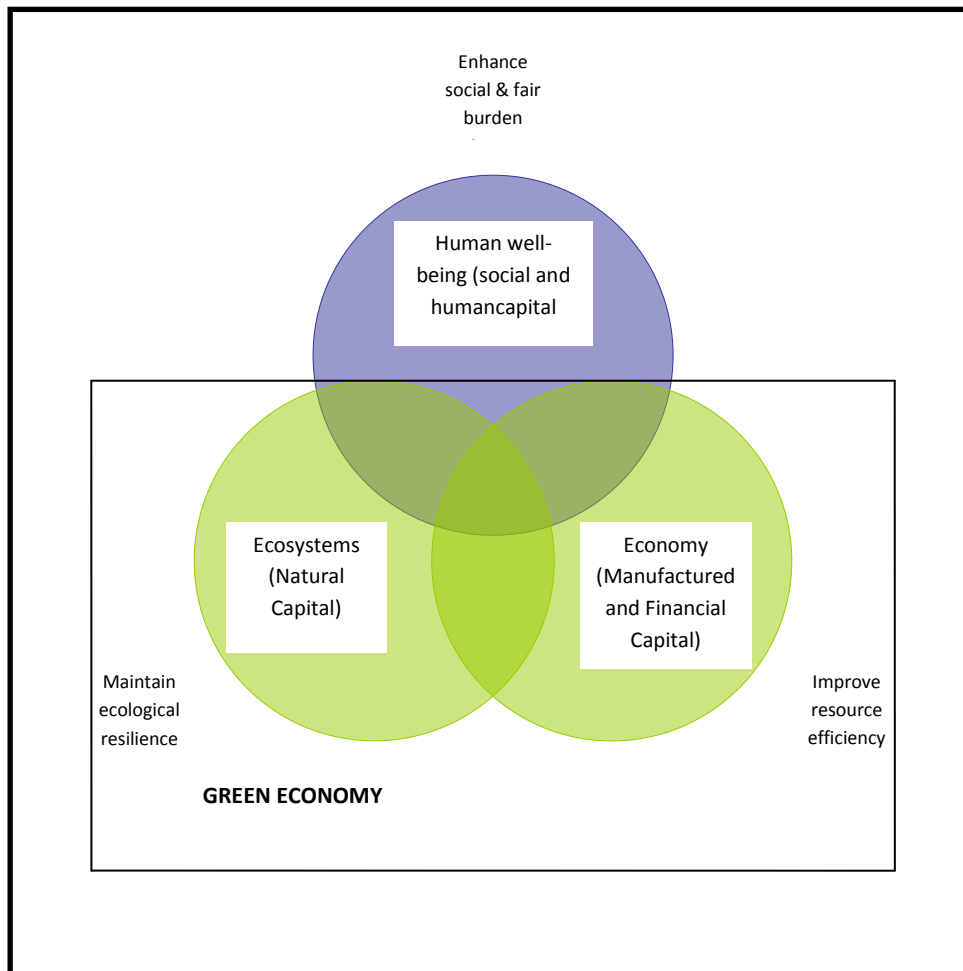 Enhance
social & fair
burden
Human well-
being (social and
humancapital
Ecosystems
(Natural
Capital)
Economy
(Manufactured
and Financial
Capital)
Maintain
ecological
resilience
Improve
resource
efficiency
GREEN ECONOMY